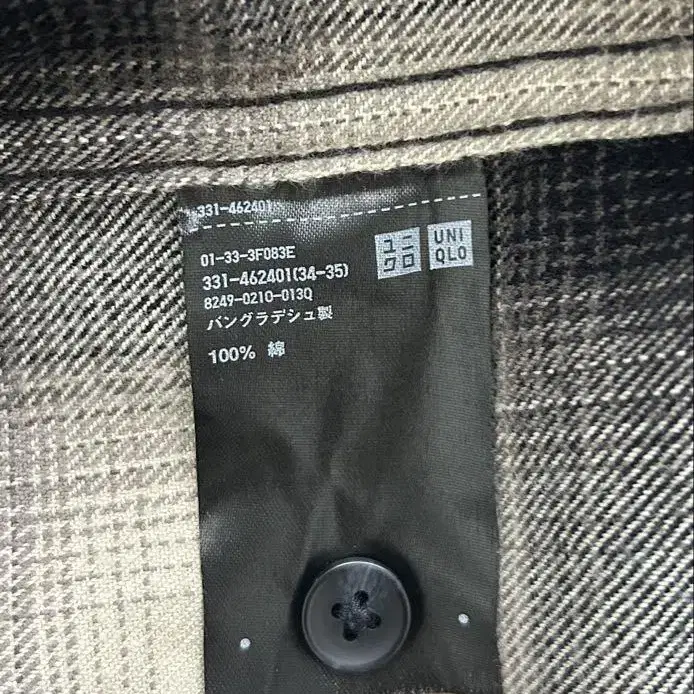 331-462401
ユニ
クロ
UNI
QLO
01-33-3F083E
331-462401(34-35)
8249-0210-013Q
バングラデシュ製
100% 綿